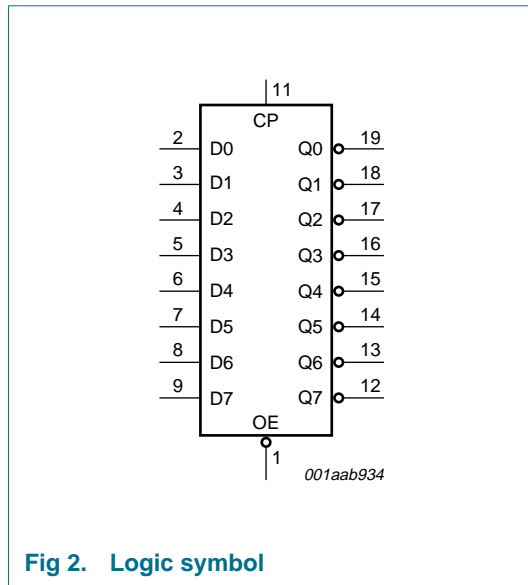 11
CP
2 D0 Q0 19
3 D1 Q1 18
4 D2 Q2 17
5 D3 Q3 16
6 D4 Q4 15
7 D5 Q5 14
8 D6 Q6 13
9 D7 Q7 12
OE
1
001aab934
Fig 2. Logic symbol